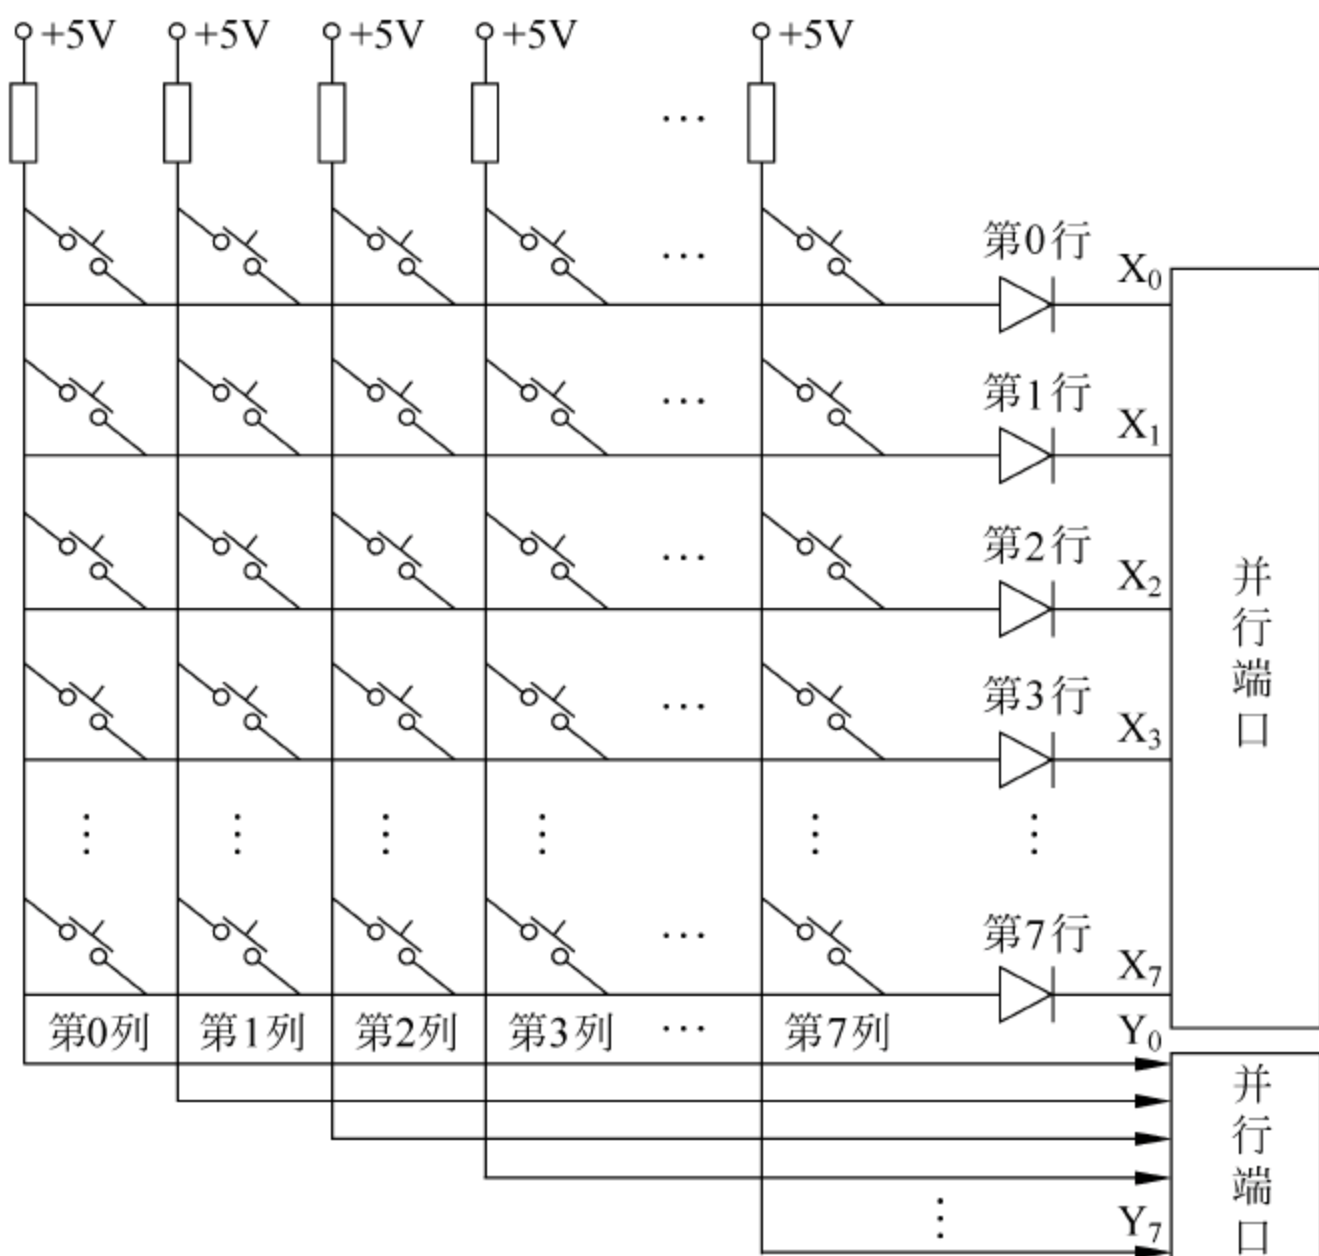 +5V +5V +5V +5V +5V
…
第0行
X0
…
第1行
X1
…
第2行
X2
…
第3行
X3
…
第7行
X7
…
第0列 第1列 第2列 第3列 … 第7列
Y0
Y7
并行端口
并行端口